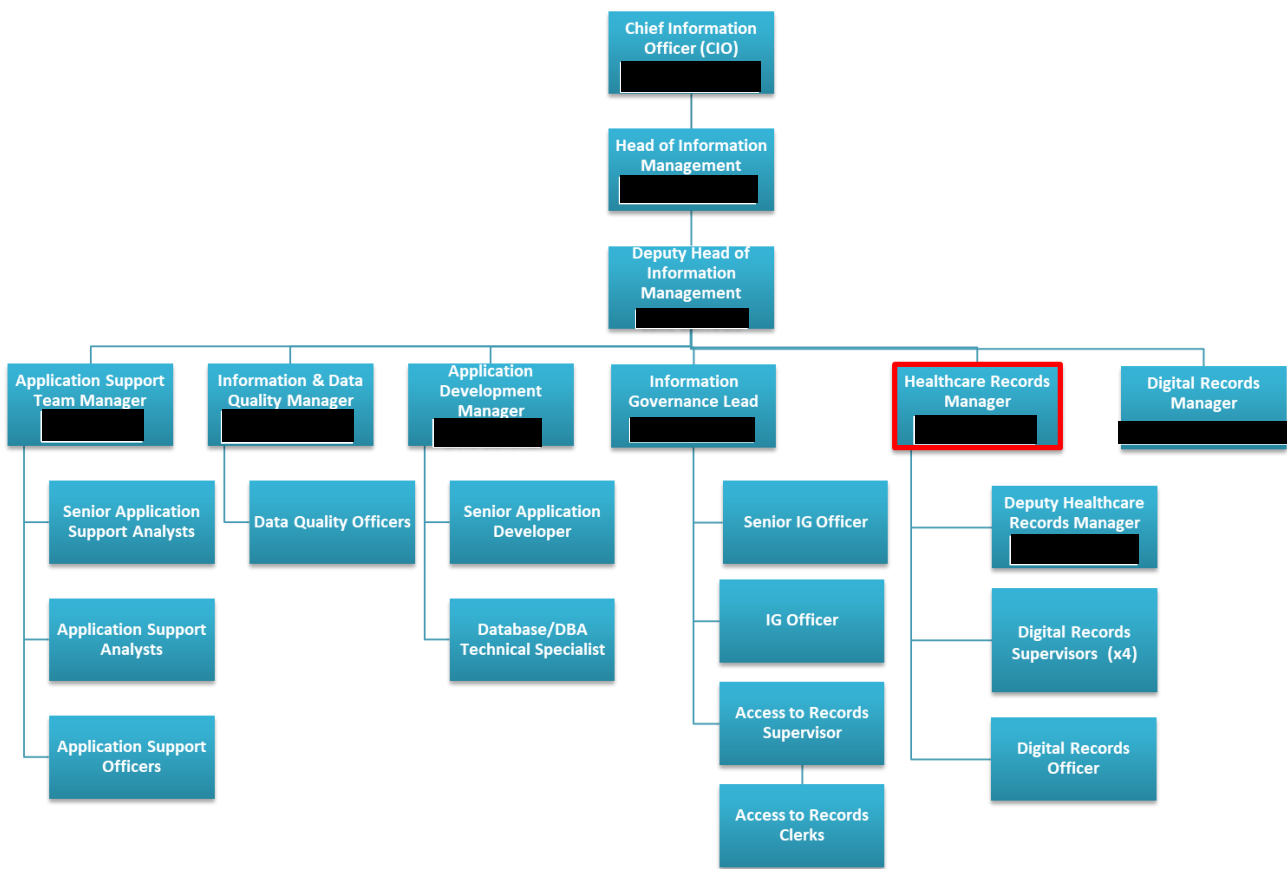 Chief Information
Officer (CIO)
Head of Information
Management
Deputy Head of
Information
Management
Application Support
Team Manager
Information & Data
Quality Manager
Application
Development
Manager
Information
Governance Lead
Healthcare Records
Manager
Digital Records
Manager
Senior Application
Support Analysts
Application Support
Analysts
Application Support
Officers
Data Quality Officers
Senior Application
Developer
Database/DBA
Technical Specialist
Senior IG Officer
IG Officer
Access to Records
Supervisor
Access to Records
Clerks
Deputy Healthcare
Records Manager
Digital Records
Supervisors (x4)
Digital Records
Officer